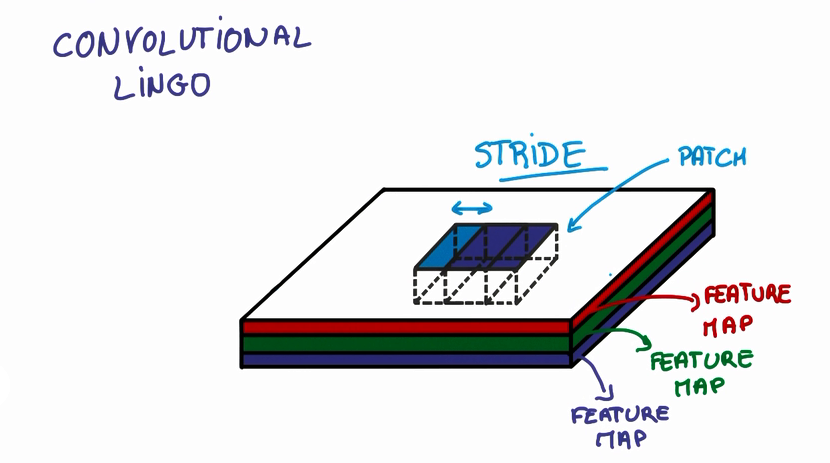 CONVOLUTIONAL
LINGO
STRIDE
PATCH
FEATURE
MAP
FEATURE
MAP
FEATURE
MAP